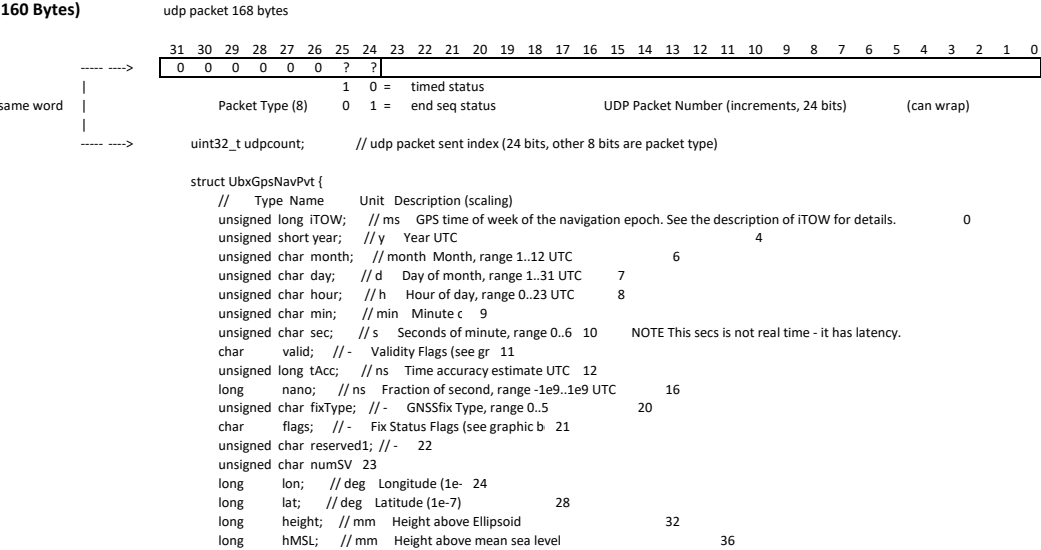 160 Bytes) udp packet 168 bytes
31 30 29 28 27 26 25 24 23 22 21 20 19 18 17 16 15 14 13 12 11 10 9 8 7 6 5 4 3 2 1 0
----- ----> 0 0 0 0 0 0 ? ?
| 1 0 = timed status
same word | Packet Type (8) 0 1 = end seq status UDP Packet Number (increments, 24 bits) (can wrap)
|
----- ----> uint32_t udpcount; // udp packet sent index (24 bits, other 8 bits are packet type)
struct UbxGpsNavPvt {
// Type Name Unit Description (scaling)
unsigned long iTOW; // ms GPS time of week of the navigation epoch. See the description of iTOW for details. 0
unsigned short year; // y Year UTC 4
unsigned char month; // month Month, range 1..12 UTC 6
unsigned char day; // d Day of month, range 1..31 UTC 7
unsigned char hour; // h Hour of day, range 0..23 UTC 8
unsigned char min; // min Minute c 9
unsigned char sec; // s Seconds of minute, range 0..6 10 NOTE This secs is not real time - it has latency.
char valid; // - Validity Flags (see gr 11
unsigned long tAcc; // ns Time accuracy estimate UTC 12
long nano; // ns Fraction of second, range -1e9..1e9 UTC 16
unsigned char fixType; // - GNSSfix Type, range 0..5 20
char flags; // - Fix Status Flags (see graphic b 21
unsigned char reserved1; // - 22
unsigned char numSV 23
long lon; // deg Longitude (1e- 24
long lat; // deg Latitude (1e-7) 28
long height; // mm Height above Ellipsoid 32
long hMSL; // mm Height above mean sea level 36